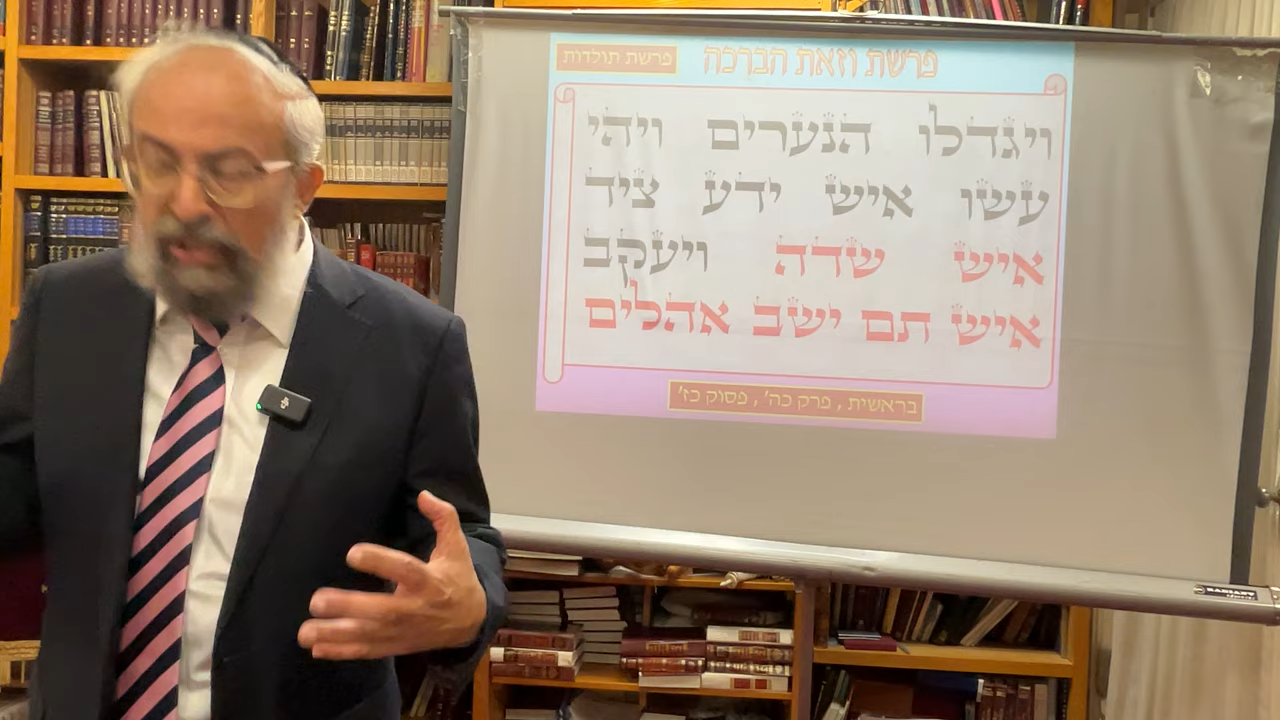 פרשת וזאת הברכה
פרשת תולדות
ויגדלו הנערים ויהי
עשו איש ידע ציד
איש שדה ויעקב
איש תם ישב אהלים
בראשית , פרק כה' , פסוק כז'